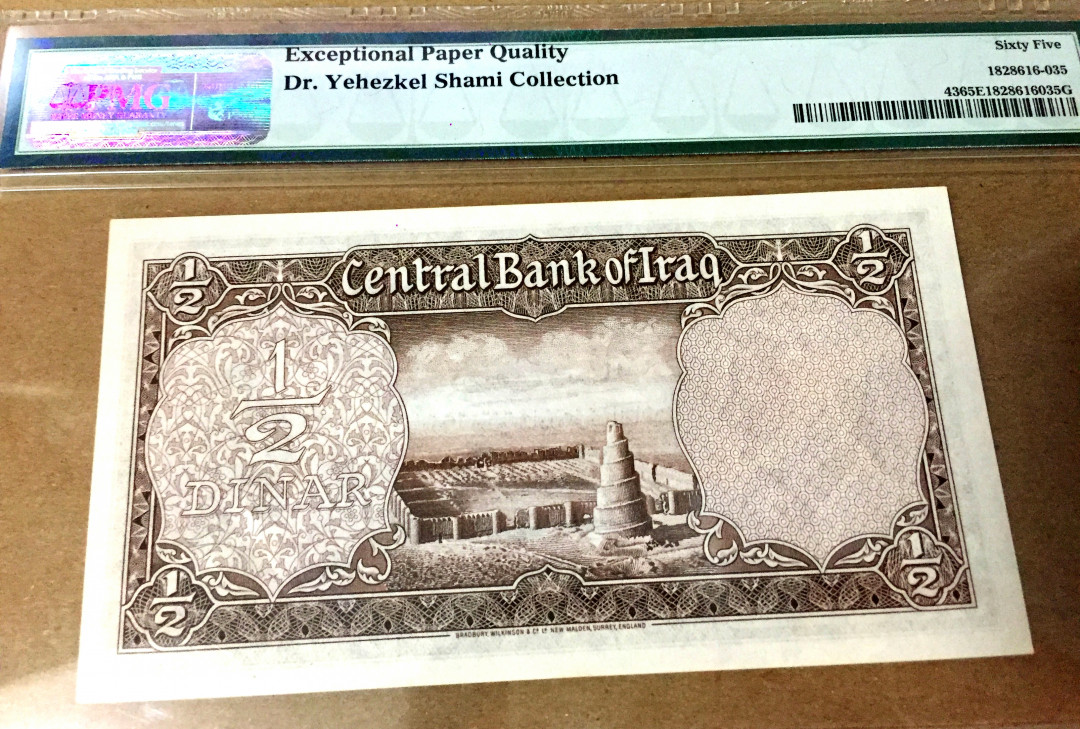 Exceptional Paper Quality
Dr. Yehezkel Shami Collection
Sixty Five
1828616-035
4365E1828616035G
PMG
1/2
Central Bank of Iraq
1/2
1/2
DINAR
1/2
1/2
BRADBURY WILKINSON & Cº Lº NEW MALDEN, SURREY, ENGLAND